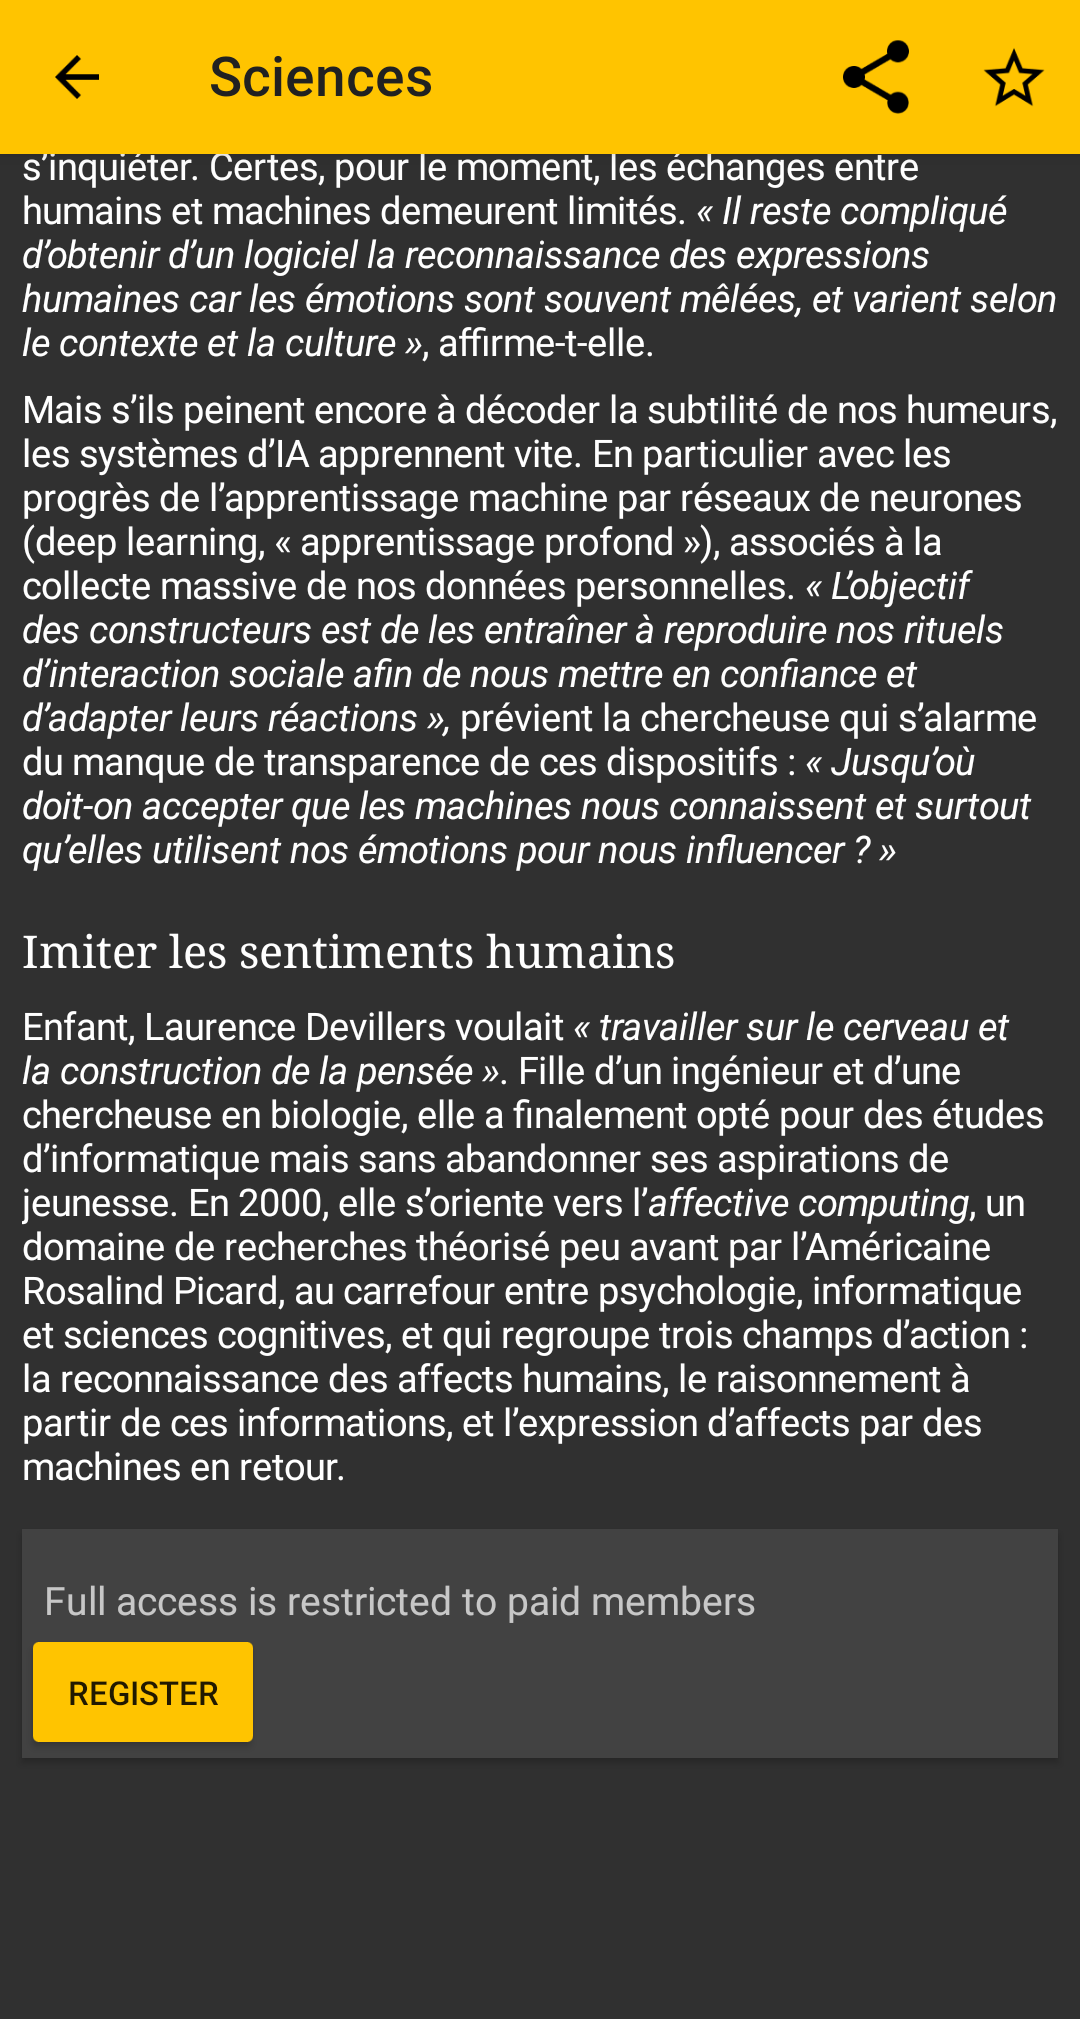 Sciences
s’inquiéter. Certes, pour le moment, les échanges entre
humains et machines demeurent limités. « Il reste compliqué
d’obtenir d’un logiciel la reconnaissance des expressions
humaines car les émotions sont souvent mêlées, et varient selon
le contexte et la culture », affirme-t-elle.
Mais s’ils peinent encore à décoder la subtilité de nos humeurs,
les systèmes d’IA apprennent vite. En particulier avec les
progrès de l’apprentissage machine par réseaux de neurones
(deep learning, « apprentissage profond »), associés à la
collecte massive de nos données personnelles. « L’objectif
des constructeurs est de les entraîner à reproduire nos rituels
d’interaction sociale afin de nous mettre en confiance et
d’adapter leurs réactions », prévient la chercheuse qui s’alarme
du manque de transparence de ces dispositifs : « Jusqu’où
doit-on accepter que les machines nous connaissent et surtout
qu’elles utilisent nos émotions pour nous influencer ? »
Imiter les sentiments humains
Enfant, Laurence Devillers voulait « travailler sur le cerveau et
la construction de la pensée ». Fille d’un ingénieur et d’une
chercheuse en biologie, elle a finalement opté pour des études
d’informatique mais sans abandonner ses aspirations de
jeunesse. En 2000, elle s’oriente vers l’affective computing, un
domaine de recherches théorisé peu avant par l’Américaine
Rosalind Picard, au carrefour entre psychologie, informatique
et sciences cognitives, et qui regroupe trois champs d’action :
la reconnaissance des affects humains, le raisonnement à
partir de ces informations, et l’expression d’affects par des
machines en retour.
Full access is restricted to paid members
REGISTER